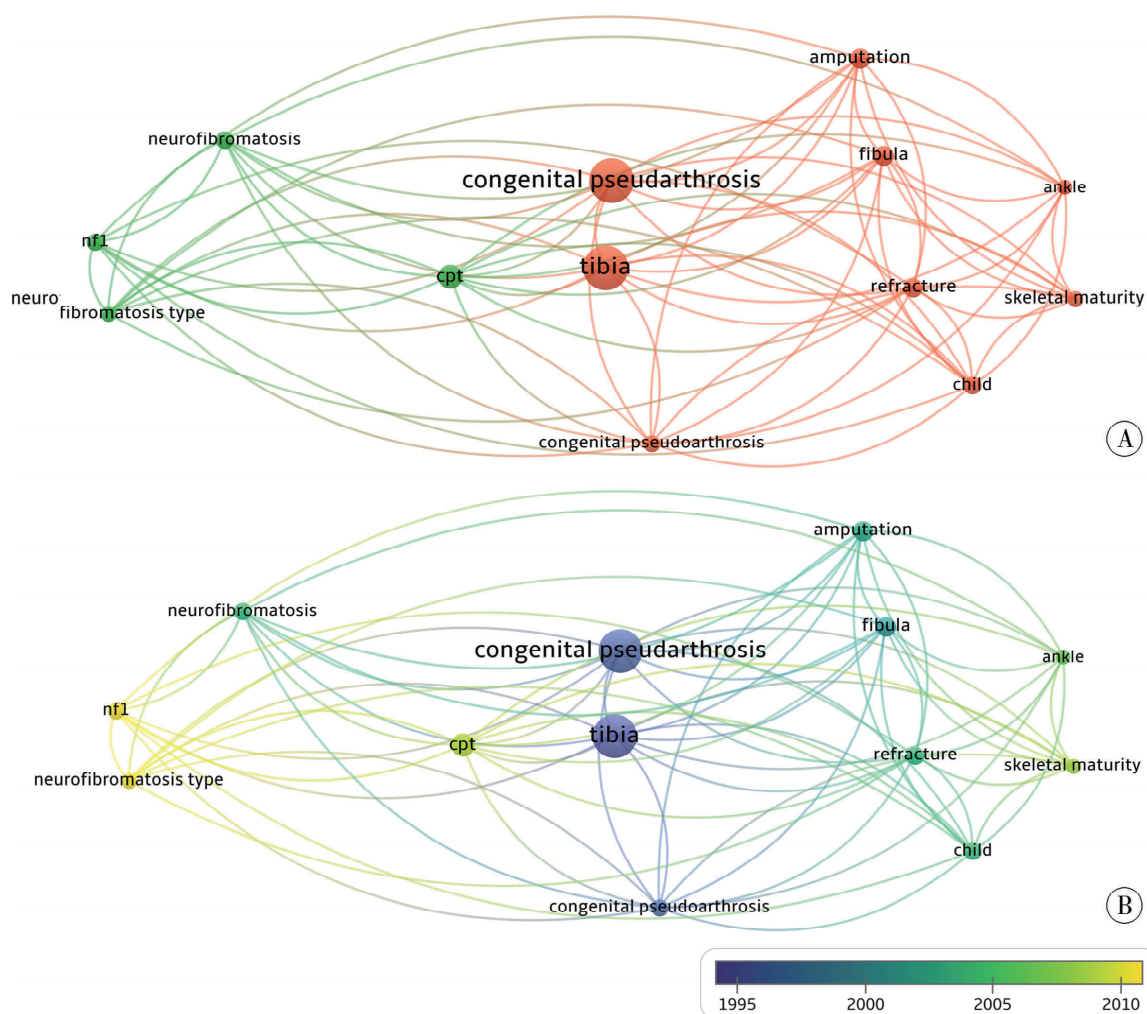 amputation
neurofibromatosis
fibula
congenital pseudarthrosis
ankle
nf1
tibia
cpt
refracture
neuro
skeletal maturity
fibromatosis type
child
congenital pseudoarthrosis
A
amputation
neurofibromatosis
fibula
congenital pseudarthrosis
ankle
nf1
tibia
cpt
refracture
skeletal maturity
neurofibromatosis type
child
congenital pseudoarthrosis
B
1995 2000 2005 2010